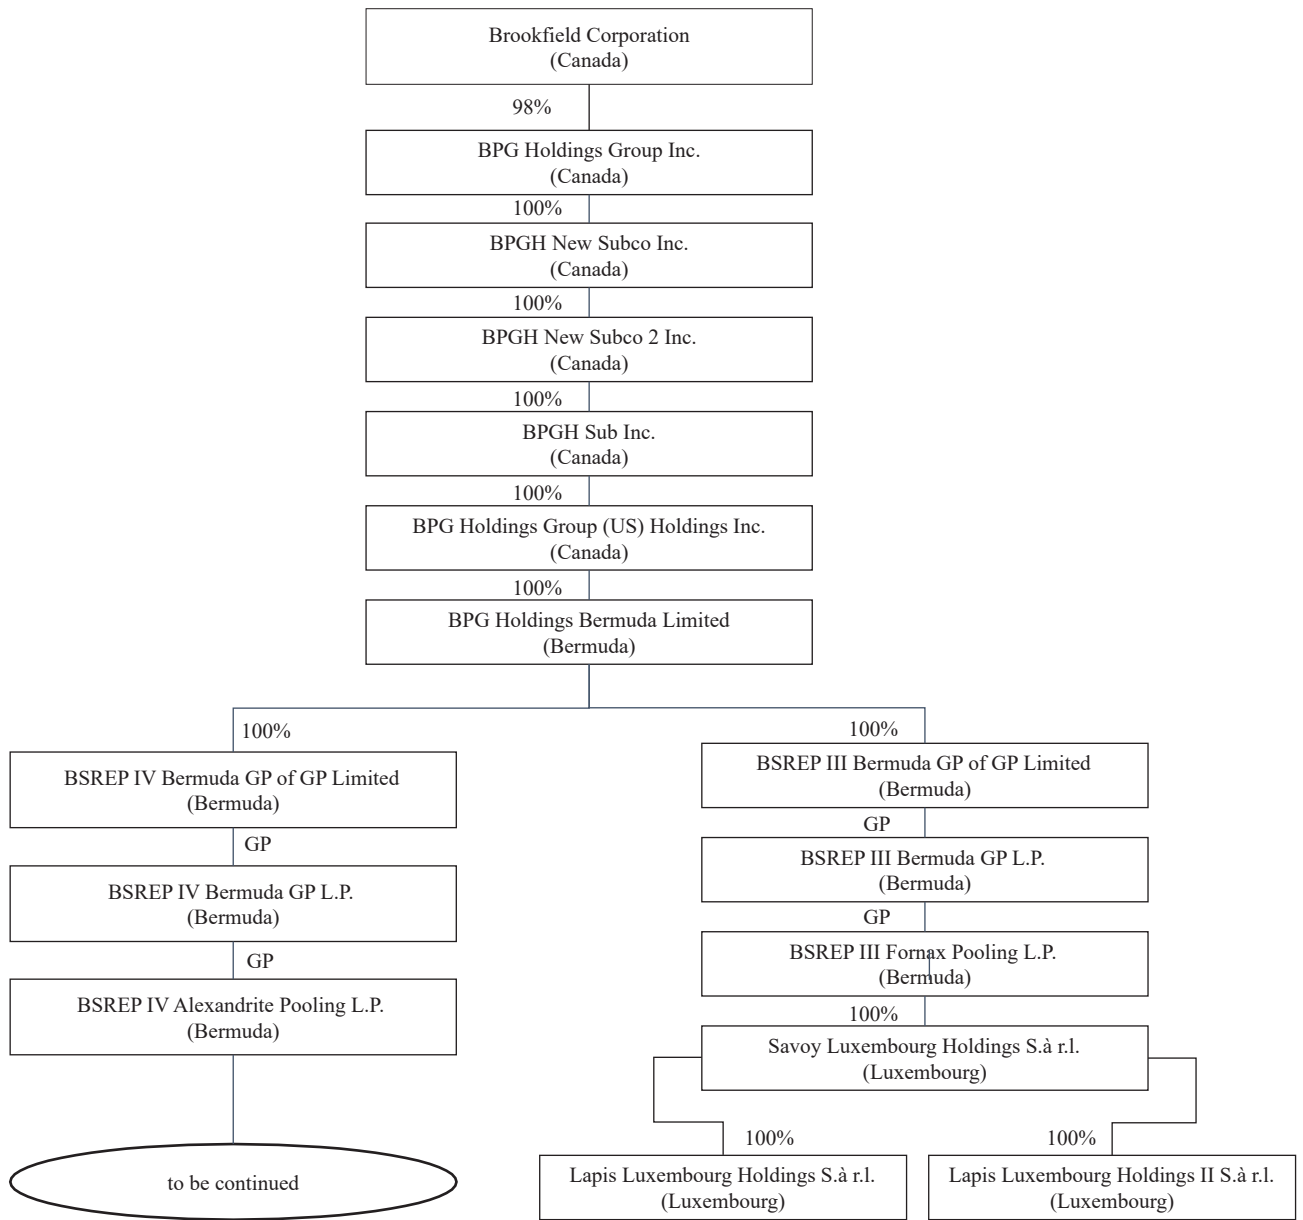 Brookfield Corporation
(Canada)
98%
BPG Holdings Group Inc.
(Canada)
100%
BPGH New Subco Inc.
(Canada)
100%
BPGH New Subco 2 Inc.
(Canada)
100%
BPGH Sub Inc.
(Canada)
100%
BPG Holdings Group (US) Holdings Inc.
(Canada)
100%
BPG Holdings Bermuda Limited
(Bermuda)
100%
BSREP IV Bermuda GP of GP Limited
(Bermuda)
GP
BSREP IV Bermuda GP L.P.
(Bermuda)
GP
BSREP IV Alexandrite Pooling L.P.
(Bermuda)
to be continued
100%
BSREP III Bermuda GP of GP Limited
(Bermuda)
GP
BSREP III Bermuda GP L.P.
(Bermuda)
GP
BSREP III Fornax Pooling L.P.
(Bermuda)
100%
Savoy Luxembourg Holdings S.à r.l.
(Luxembourg)
100%
Lapis Luxembourg Holdings S.à r.l.
(Luxembourg)
100%
Lapis Luxembourg Holdings II S.à r.l.
(Luxembourg)